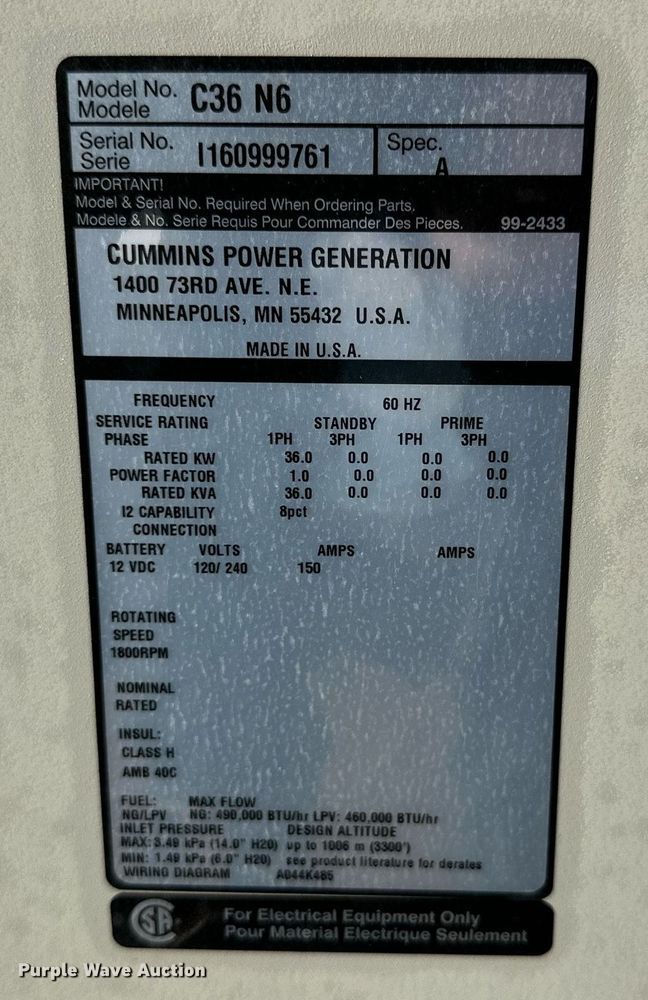 Model No. C36 N6
Modele
Serial No. I160999761 Spec. A
Serie
IMPORTANT!
Model & Serial No. Required When Ordering Parts.
Modele & No. Serie Requis Pour Commander Des Pieces. 99-2433
CUMMINS POWER GENERATION
1400 73RD AVE. N.E.
MINNEAPOLIS, MN 55432 U.S.A.
MADE IN U.S.A.
FREQUENCY 60 HZ
SERVICE RATING STANDBY PRIME
PHASE 1PH 3PH 1PH 3PH
RATED KW 36.0 0.0 0.0 0.0
POWER FACTOR 1.0 0.0 0.0 0.0
RATED KVA 36.0 0.0 0.0 0.0
I2 CAPABILITY 8pct
CONNECTION
BATTERY VOLTS AMPS AMPS
12 VDC 120/ 240 150
ROTATING
SPEED
1800RPM
NOMINAL
RATED
INSUL:
CLASS H
AMB 40C
FUEL: MAX FLOW
NG/LPV NG: 490,000 BTU/hr LPV: 460,000 BTU/hr
INLET PRESSURE DESIGN ALTITUDE
MAX: 3.49 kPa (14.0" H20) up to 1006 m (3300')
MIN: 1.49 kPa (6.0" H20) see product literature for derates
WIRING DIAGRAM A044K485
CSA For Electrical Equipment Only
Pour Material Electrique Seulement
Purple Wave Auction